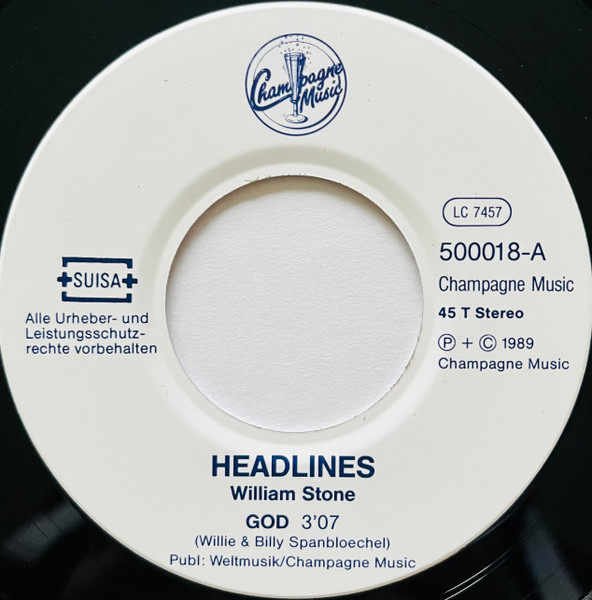 Champagne
Music
LC 7457
500018-A
Champagne Music
45 T Stereo
Ⓟ + © 1989
Champagne Music
SUISA
Alle Urheber- und
Leistungsschutz-
rechte vorbehalten
HEADLINES
William Stone
GOD 3'07
(Willie & Billy Spanbloechel)
Publ: Weltmusik/Champagne Music